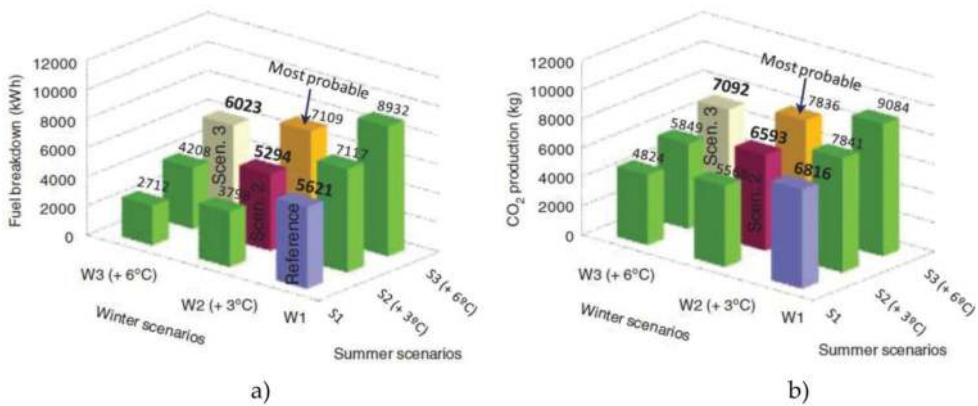 12000
10000
8000
6000
4000
2000
0
Fuel breakdown (kWh)
Most probable
8932
7109
6023
7117
4208
5294
5621
2712
Scen. 3
Scen. 2
Reference
W3 (+ 6°C)
W2 (+ 3°C)
W1
S1
S2 (+ 3°C)
S3 (+ 6°C)
Winter scenarios
Summer scenarios
a)
12000
10000
8000
6000
4000
2000
0
CO2 production (kg)
Most probable
9084
7836
7092
7841
5849
6593
6816
4824
Scen. 3
Scen. 2
W3 (+ 6°C)
W2 (+ 3°C)
W1
S1
S2 (+ 3°C)
S3 (+ 6°C)
Winter scenarios
Summer scenarios
b)